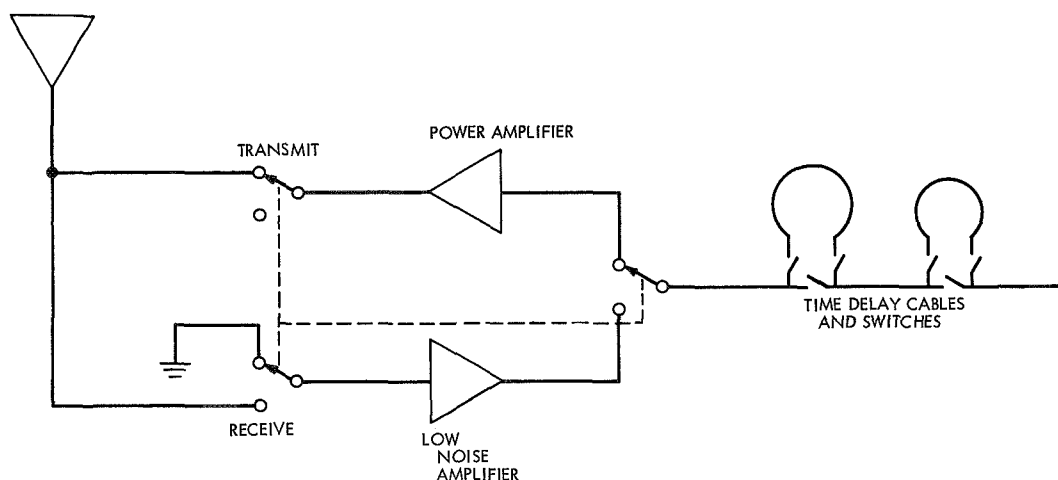 POWER AMPLIFIER
TRANSMIT
TIME DELAY CABLES
AND SWITCHES
RECEIVE
LOW
NOISE
AMPLIFIER